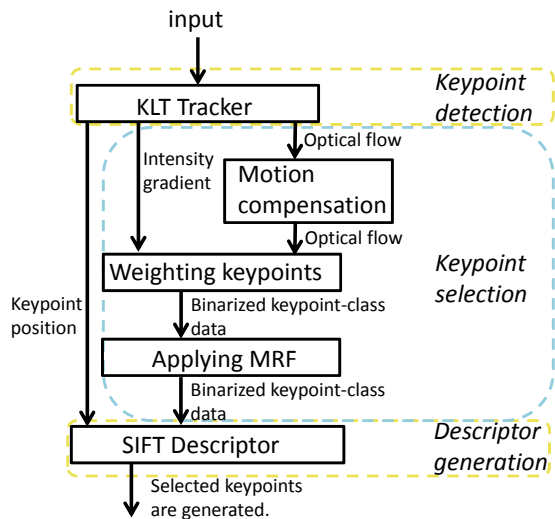 input
KLT Tracker
Keypoint
detection
Optical flow
Intensity
gradient
Motion
compensation
Optical flow
Weighting keypoints
Keypoint
selection
Keypoint
position
Binarized keypoint-class
data
Applying MRF
Binarized keypoint-class
data
SIFT Descriptor
Descriptor
generation
Selected keypoints
are generated.